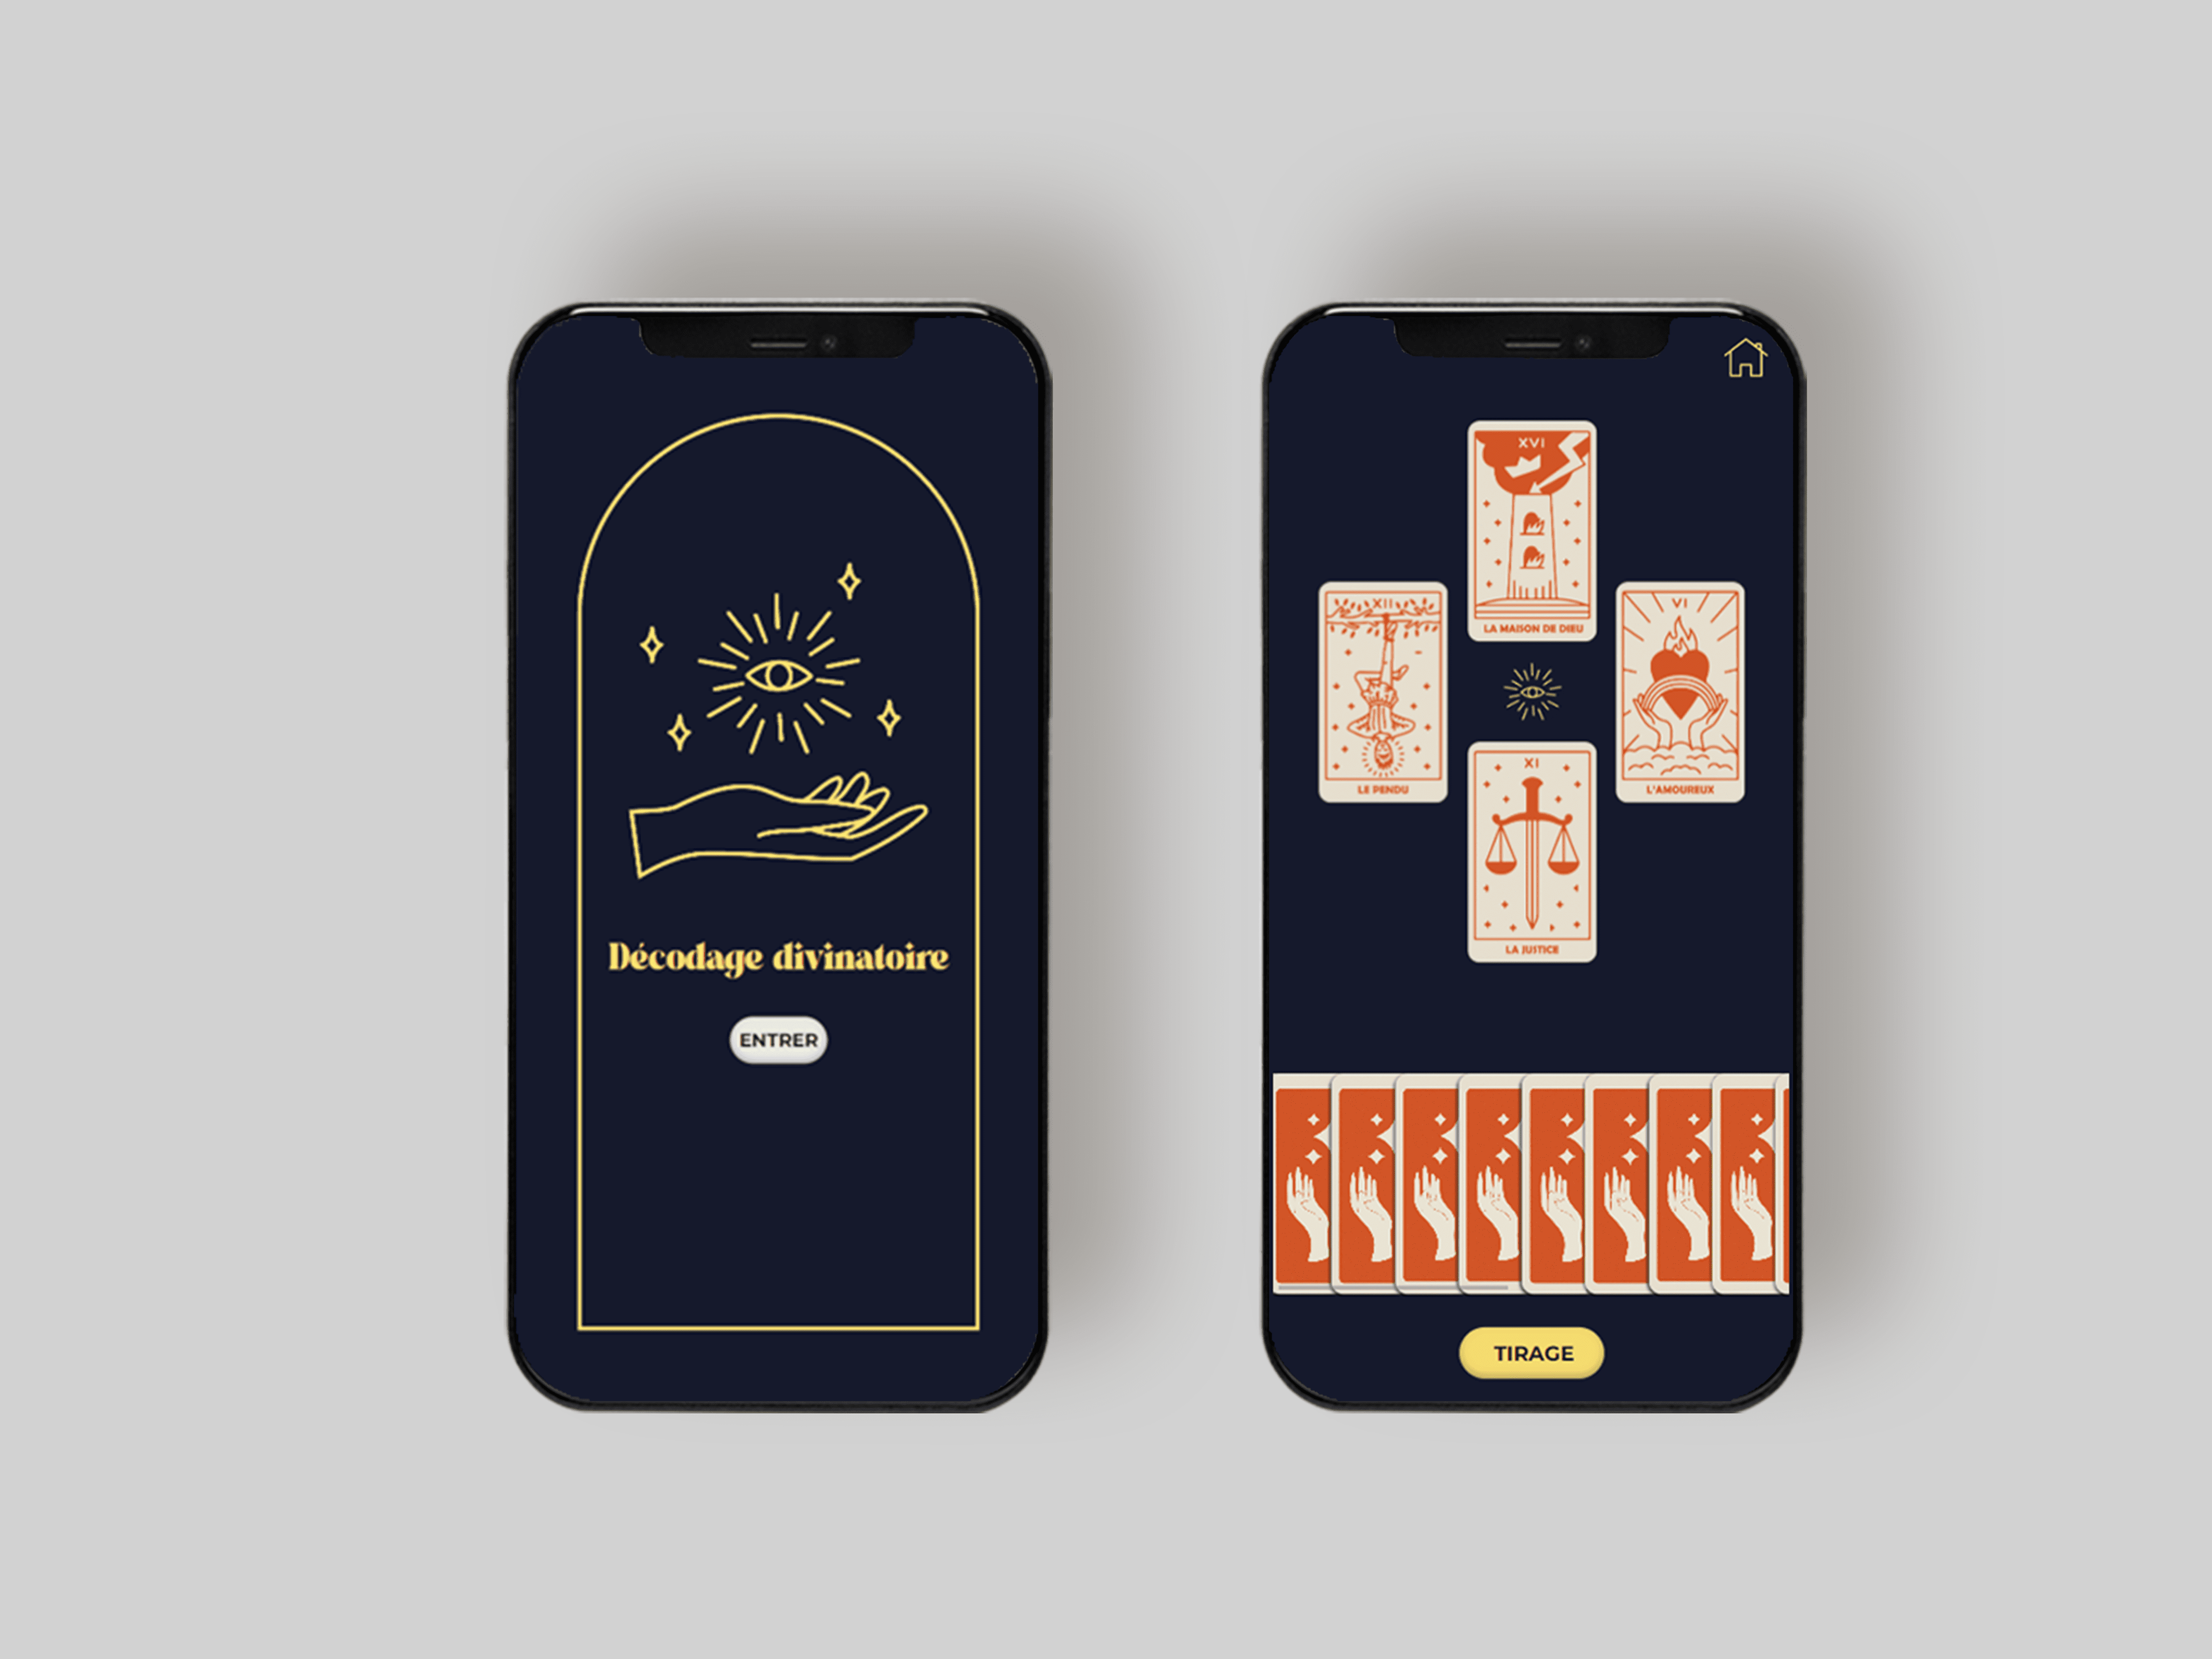 Décodage divinatoire
ENTRER
XVI
LA MAISON DE DIEU
XII
LE PENDU
VI
L'AMOUREUX
XI
LA JUSTICE
TIRAGE